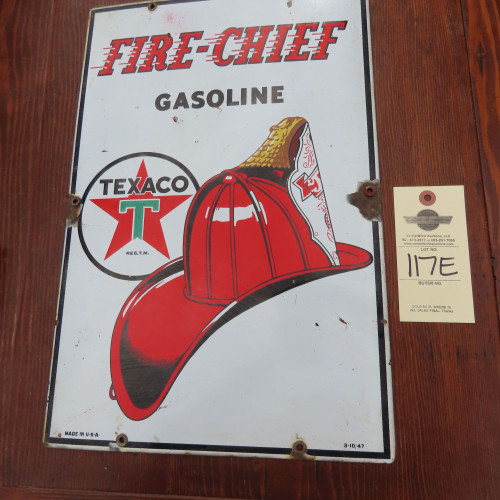 FIRE-CHIEF
GASOLINE
TEXACO
T
REG.T.M.
MADE IN U·S·A·
3-10-47
LOT NO.
117E
BUYER NO.